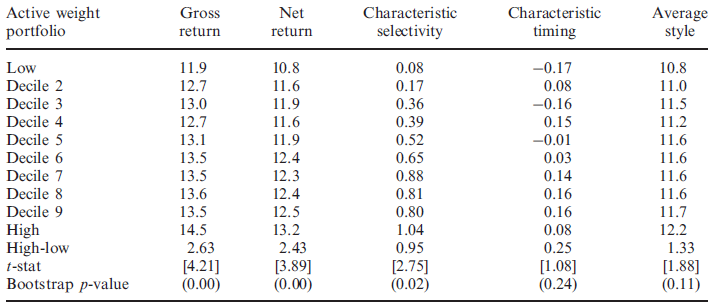 Active weight Gross Net Characteristic Characteristic Average
portfolio return return selectivity timing style
Low 11.9 10.8 0.08 −0.17 10.8
Decile 2 12.7 11.6 0.17 0.08 11.0
Decile 3 13.0 11.9 0.36 −0.16 11.5
Decile 4 12.7 11.6 0.39 0.15 11.2
Decile 5 13.1 11.9 0.52 −0.01 11.6
Decile 6 13.5 12.4 0.65 0.03 11.6
Decile 7 13.5 12.3 0.88 0.14 11.6
Decile 8 13.6 12.4 0.81 0.16 11.6
Decile 9 13.5 12.5 0.80 0.16 11.7
High 14.5 13.2 1.04 0.08 12.2
High-low 2.63 2.43 0.95 0.25 1.33
t-stat [4.21] [3.89] [2.75] [1.08] [1.88]
Bootstrap p-value (0.00) (0.00) (0.02) (0.24) (0.11)